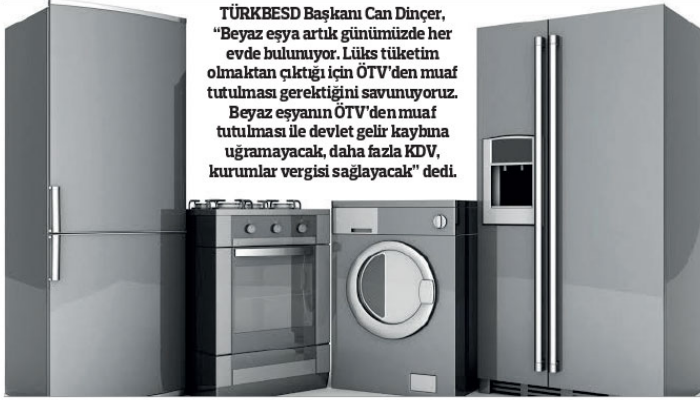 TÜRKBESD Başkanı Can Dinçer,
“Beyaz eşya artık günümüzde her
evde bulunuyor. Lüks tüketim
olmaktan çıktığı için ÖTV’den muaf
tutulması gerektiğini savunuyoruz.
Beyaz eşyanın ÖTV’den muaf
tutulması ile devlet gelir kaybına
uğramayacak, daha fazla KDV,
kurumlar vergisi sağlayacak” dedi.